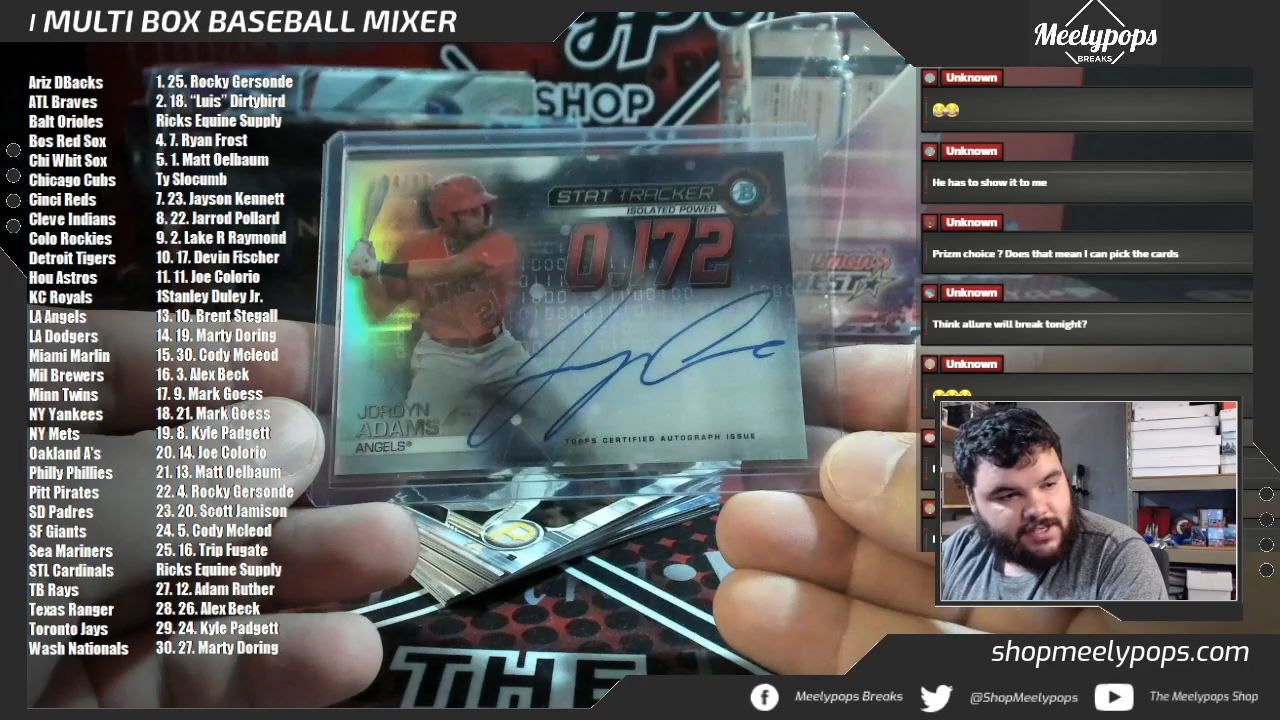 MULTI BOX BASEBALL MIXER
Meelypops
BREAKS
Ariz DBacks 1. 25. Rocky Gersonde
ATL Braves 2. 18. “Luis” Dirtybird
Balt Orioles Ricks Equine Supply
Bos Red Sox 4. 7. Ryan Frost
Chi Whit Sox 5. 1. Matt Oelbaum
Chicago Cubs Ty Slocumb
Cinci Reds 7. 23. Jayson Kennett
Cleve Indians 8. 22. Jarrod Pollard
Colo Rockies 9. 2. Lake R Raymond
Detroit Tigers 10. 17. Devin Fischer
Hou Astros 11. 11. Joe Colorio
KC Royals 1Stanley Duley Jr.
LA Angels 13. 10. Brent Stegall
LA Dodgers 14. 19. Marty Doring
Miami Marlin 15. 30. Cody Mcleod
Mil Brewers 16. 3. Alex Beck
Minn Twins 17. 9. Mark Goess
NY Yankees 18. 21. Mark Goess
NY Mets 19. 8. Kyle Padgett
Oakland A's 20. 14. Joe Colorio
Philly Phillies 21. 13. Matt Oelbaum
Pitt Pirates 22. 4. Rocky Gersonde
SD Padres 23. 20. Scott Jamison
SF Giants 24. 5. Cody Mcleod
Sea Mariners 25. 16. Trip Fugate
STL Cardinals Ricks Equine Supply
TB Rays 27. 12. Adam Ruther
Texas Ranger 28. 26. Alex Beck
Toronto Jays 29. 24. Kyle Padgett
Wash Nationals 30. 27. Marty Doring
SHOP
STAT TRACKER
B
ISOLATED POWER
0.172
JORDYN
ADAMS
ANGELS®
TOPPS CERTIFIED AUTOGRAPH ISSUE
THE
Unknown
😂😂
Unknown
He has to show it to me
Unknown
Prizm choice ? Does that mean I can pick the cards
Unknown
Think allure will break tonight?
Unknown
shopmeelypops.com
Meelypops Breaks
@ShopMeelypops
The Meelypops Shop